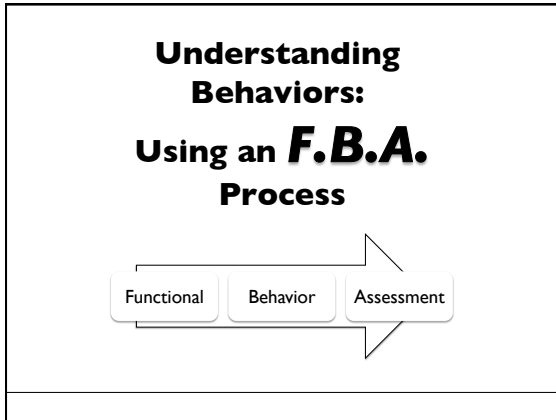 Understanding
Behaviors:
Using an F.B.A.
Process
Functional Behavior Assessment